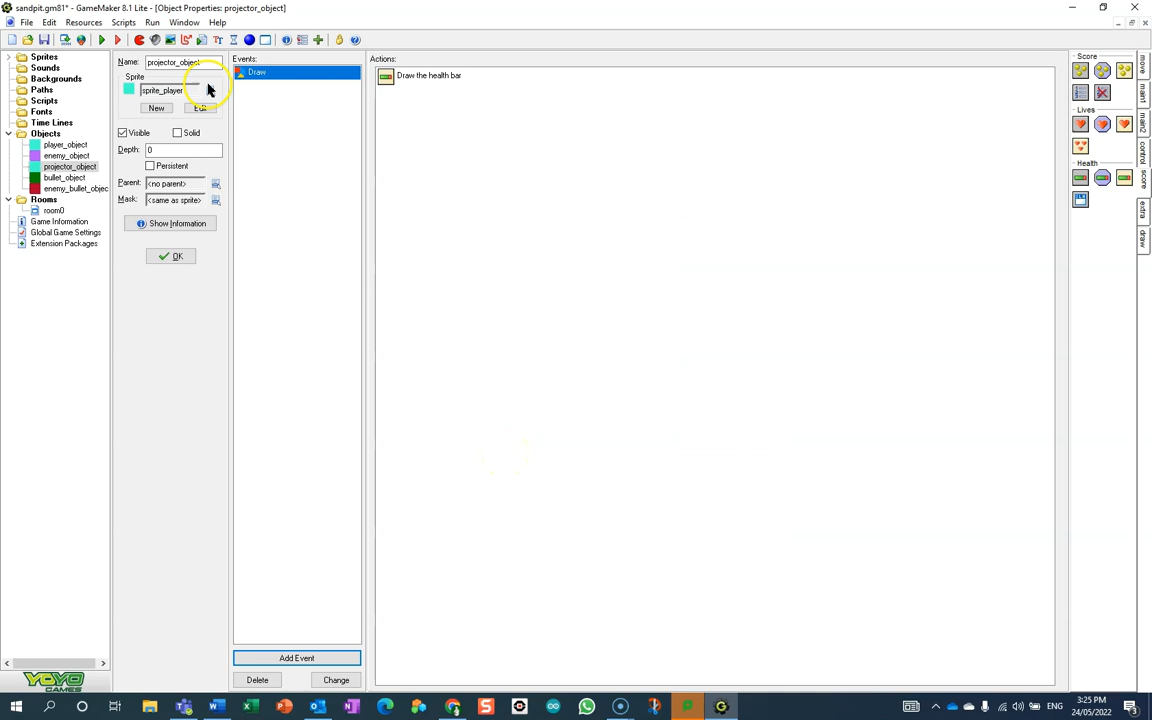 sandpit.gm81* - GameMaker 8.1 Lite - [Object Properties: projector_object]
File Edit Resources Scripts Run Window Help
Sprites
Sounds
Backgrounds
Paths
Scripts
Fonts
Time Lines
Objects
player_object
enemy_object
projector_object
bullet_object
enemy_bullet_objec
Rooms
room0
Game Information
Global Game Settings
Extension Packages
YOYO
GAMES
Name: projector_object
Sprite
sprite_player
New Edit
Visible Solid
Depth: 0
Persistent
Parent: <no parent>
Mask: <same as sprite>
Show Information
OK
Events:
Draw
Add Event
Delete Change
Actions:
Draw the health bar
Score
Lives
Health
move
main1
main2
control
score
extra
draw
ENG
3:25 PM
24/05/2022
3